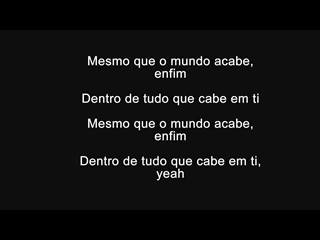 Mesmo que o mundo acabe,
enfim
Dentro de tudo que cabe em ti
Mesmo que o mundo acabe,
enfim
Dentro de tudo que cabe em ti,
yeah